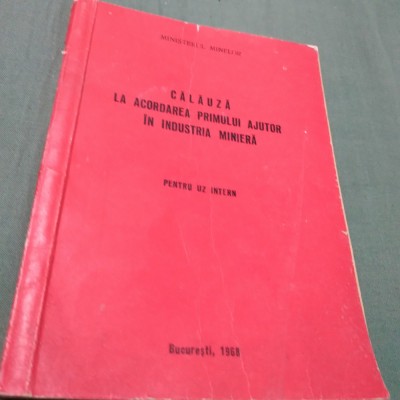 MINISTERUL MINELOR
CĂLĂUZĂ
LA ACORDAREA PRIMULUI AJUTOR
ÎN INDUSTRIA MINIERĂ
PENTRU UZ INTERN
București, 1968